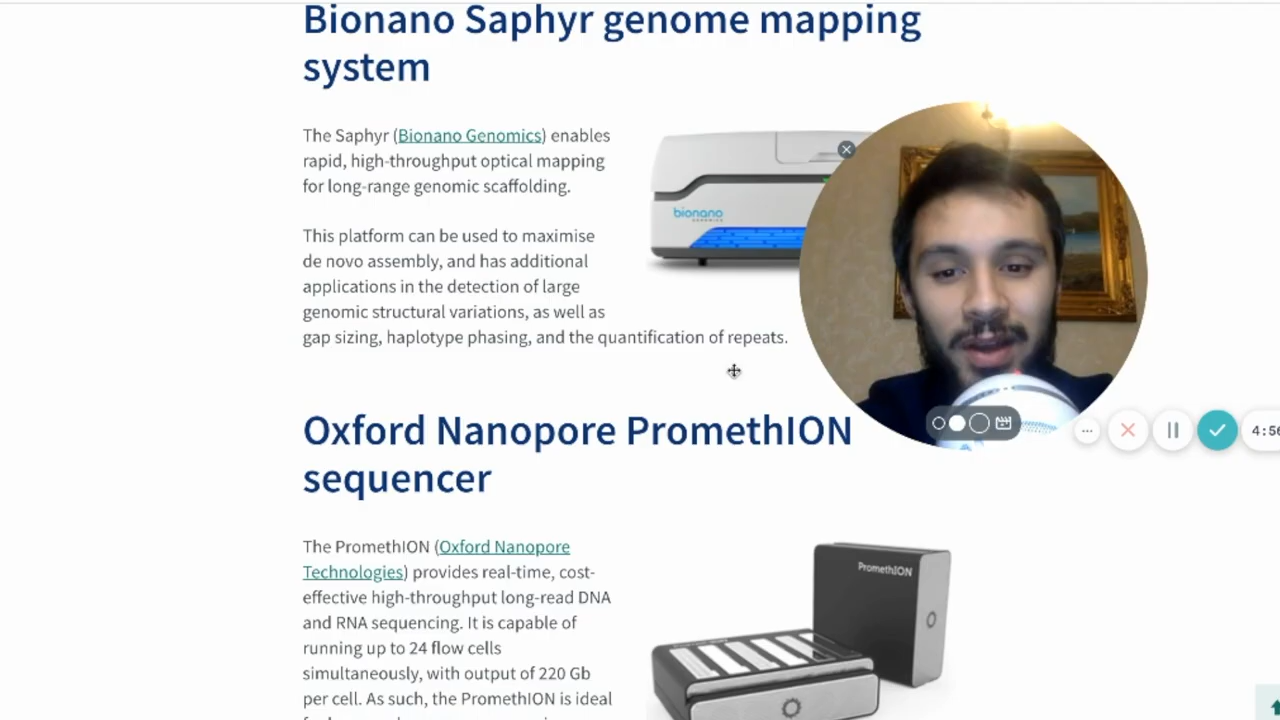 Bionano Saphyr genome mapping
system
The Saphyr (Bionano Genomics) enables
rapid, high-throughput optical mapping
for long-range genomic scaffolding.
This platform can be used to maximise
de novo assembly, and has additional
applications in the detection of large
genomic structural variations, as well as
gap sizing, haplotype phasing, and the quantification of repeats.
bionano
Oxford Nanopore PromethION
sequencer
The PromethION (Oxford Nanopore
Technologies) provides real-time, cost-
effective high-throughput long-read DNA
and RNA sequencing. It is capable of
running up to 24 flow cells
simultaneously, with output of 220 Gb
per cell. As such, the PromethION is ideal
PromethION